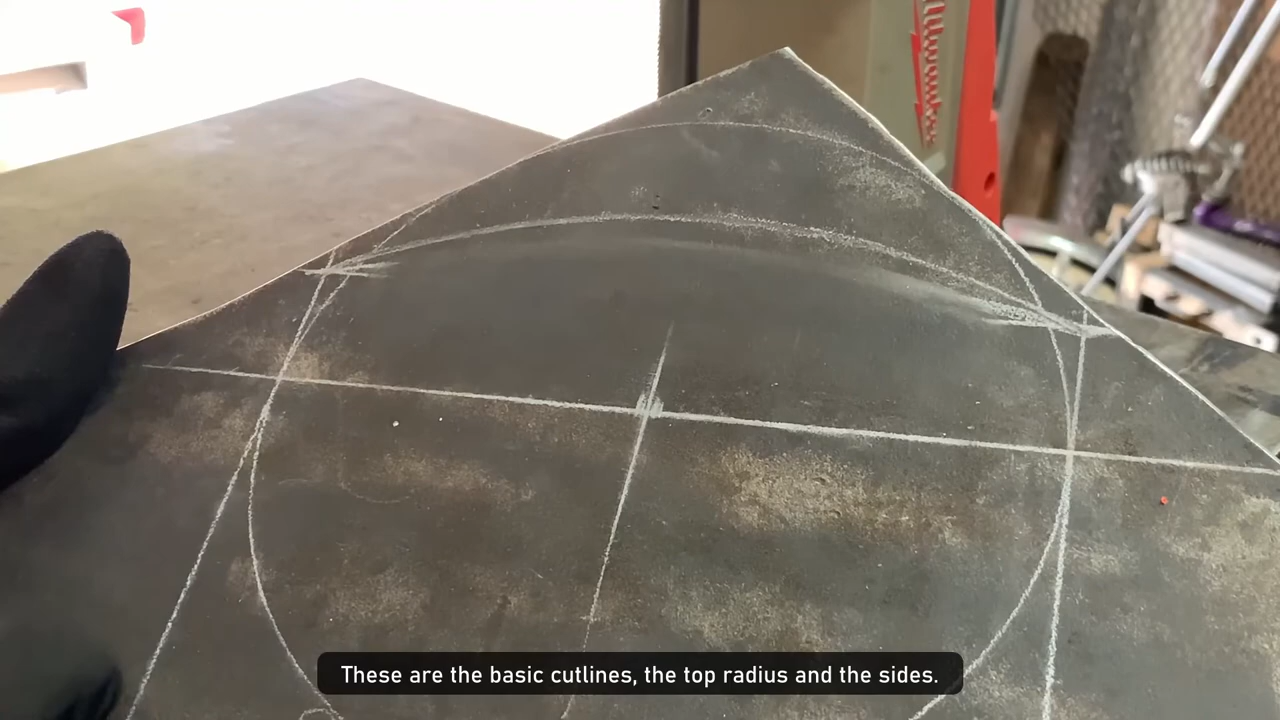 These are the basic cutlines, the top radius and the sides.